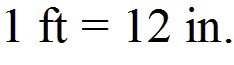 1 ft = 12 in.